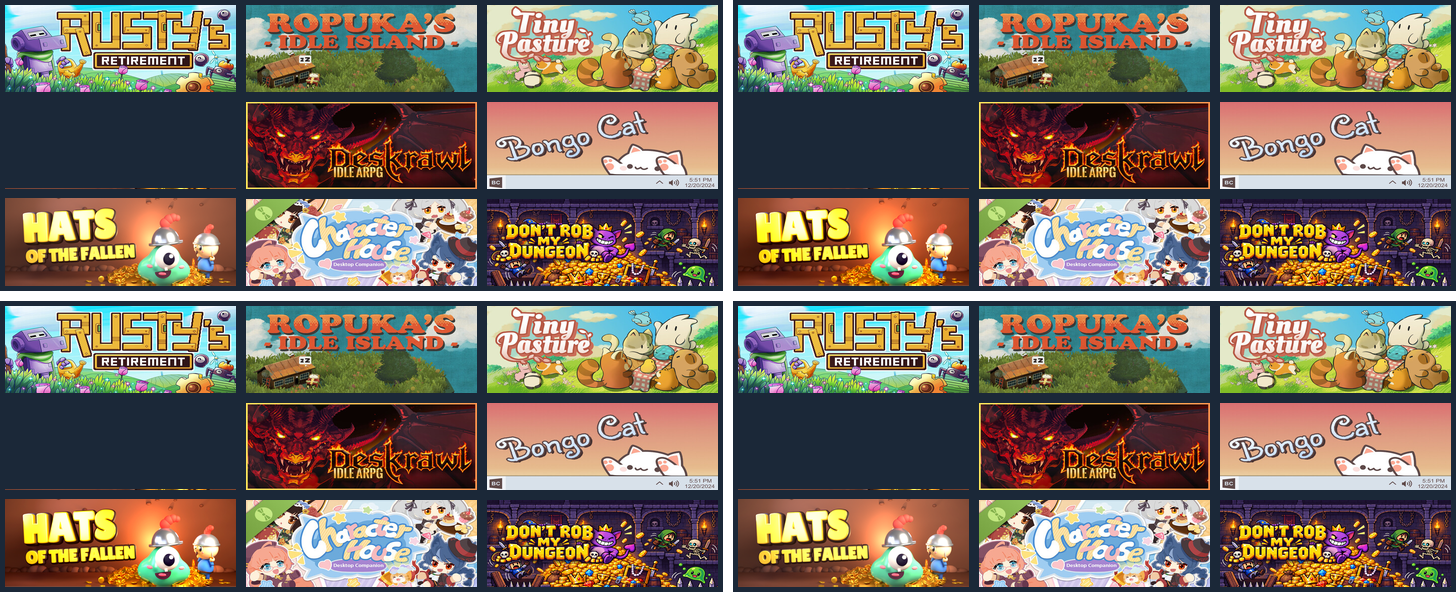 RUSTY's
RETIREMENT
ROPUKA'S
- IDLE ISLAND -
zz
Tiny
Pasture
RUSTY's
RETIREMENT
ROPUKA'S
- IDLE ISLAND -
zz
Tiny
Pasture
Deskrawl
IDLE ARPG
Bongo Cat
BC
5:51 PM
12/20/2024
Deskrawl
IDLE ARPG
Bongo Cat
BC
5:51 PM
12/20/2024
HATS
OF THE FALLEN
Character
House
Desktop Companion
DON'T ROB
MY
DUNGEON
HATS
OF THE FALLEN
Character
House
Desktop Companion
DON'T ROB
MY
DUNGEON
RUSTY's
RETIREMENT
ROPUKA'S
- IDLE ISLAND -
zz
Tiny
Pasture
RUSTY's
RETIREMENT
ROPUKA'S
- IDLE ISLAND -
zz
Tiny
Pasture
Deskrawl
IDLE ARPG
Bongo Cat
BC
5:51 PM
12/20/2024
Deskrawl
IDLE ARPG
Bongo Cat
BC
5:51 PM
12/20/2024
HATS
OF THE FALLEN
Character
House
Desktop Companion
DON'T ROB
MY
DUNGEON
HATS
OF THE FALLEN
Character
House
Desktop Companion
DON'T ROB
MY
DUNGEON